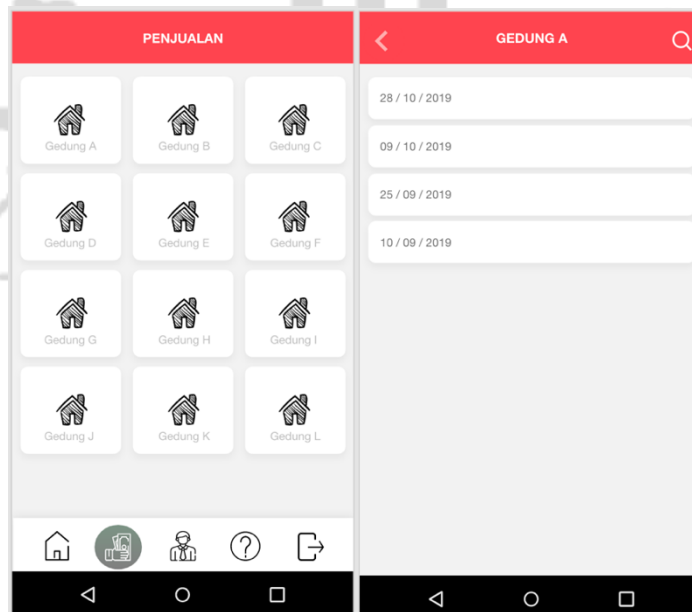 PENJUALAN
Gedung A
Gedung B
Gedung C
Gedung D
Gedung E
Gedung F
Gedung G
Gedung H
Gedung I
Gedung J
Gedung K
Gedung L
GEDUNG A
28 / 10 / 2019
09 / 10 / 2019
25 / 09 / 2019
10 / 09 / 2019